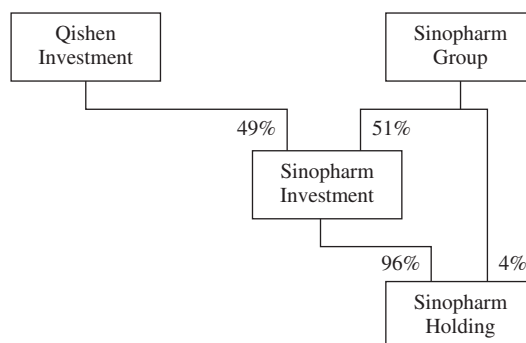 Qishen
Investment
Sinopharm
Group
49%
51%
Sinopharm
Investment
96%
4%
Sinopharm
Holding